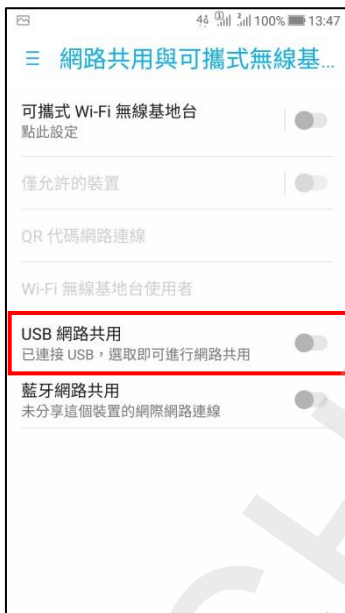 4G 1 2 100% 13:47
網路共用與可攜式無線基...
可攜式 Wi-Fi 無線基地台
點此設定
僅允許的裝置
QR 代碼網路連線
Wi-Fi 無線基地台使用者
USB 網路共用
已連接 USB，選取即可進行網路共用
藍牙網路共用
未分享這個裝置的網際網路連線